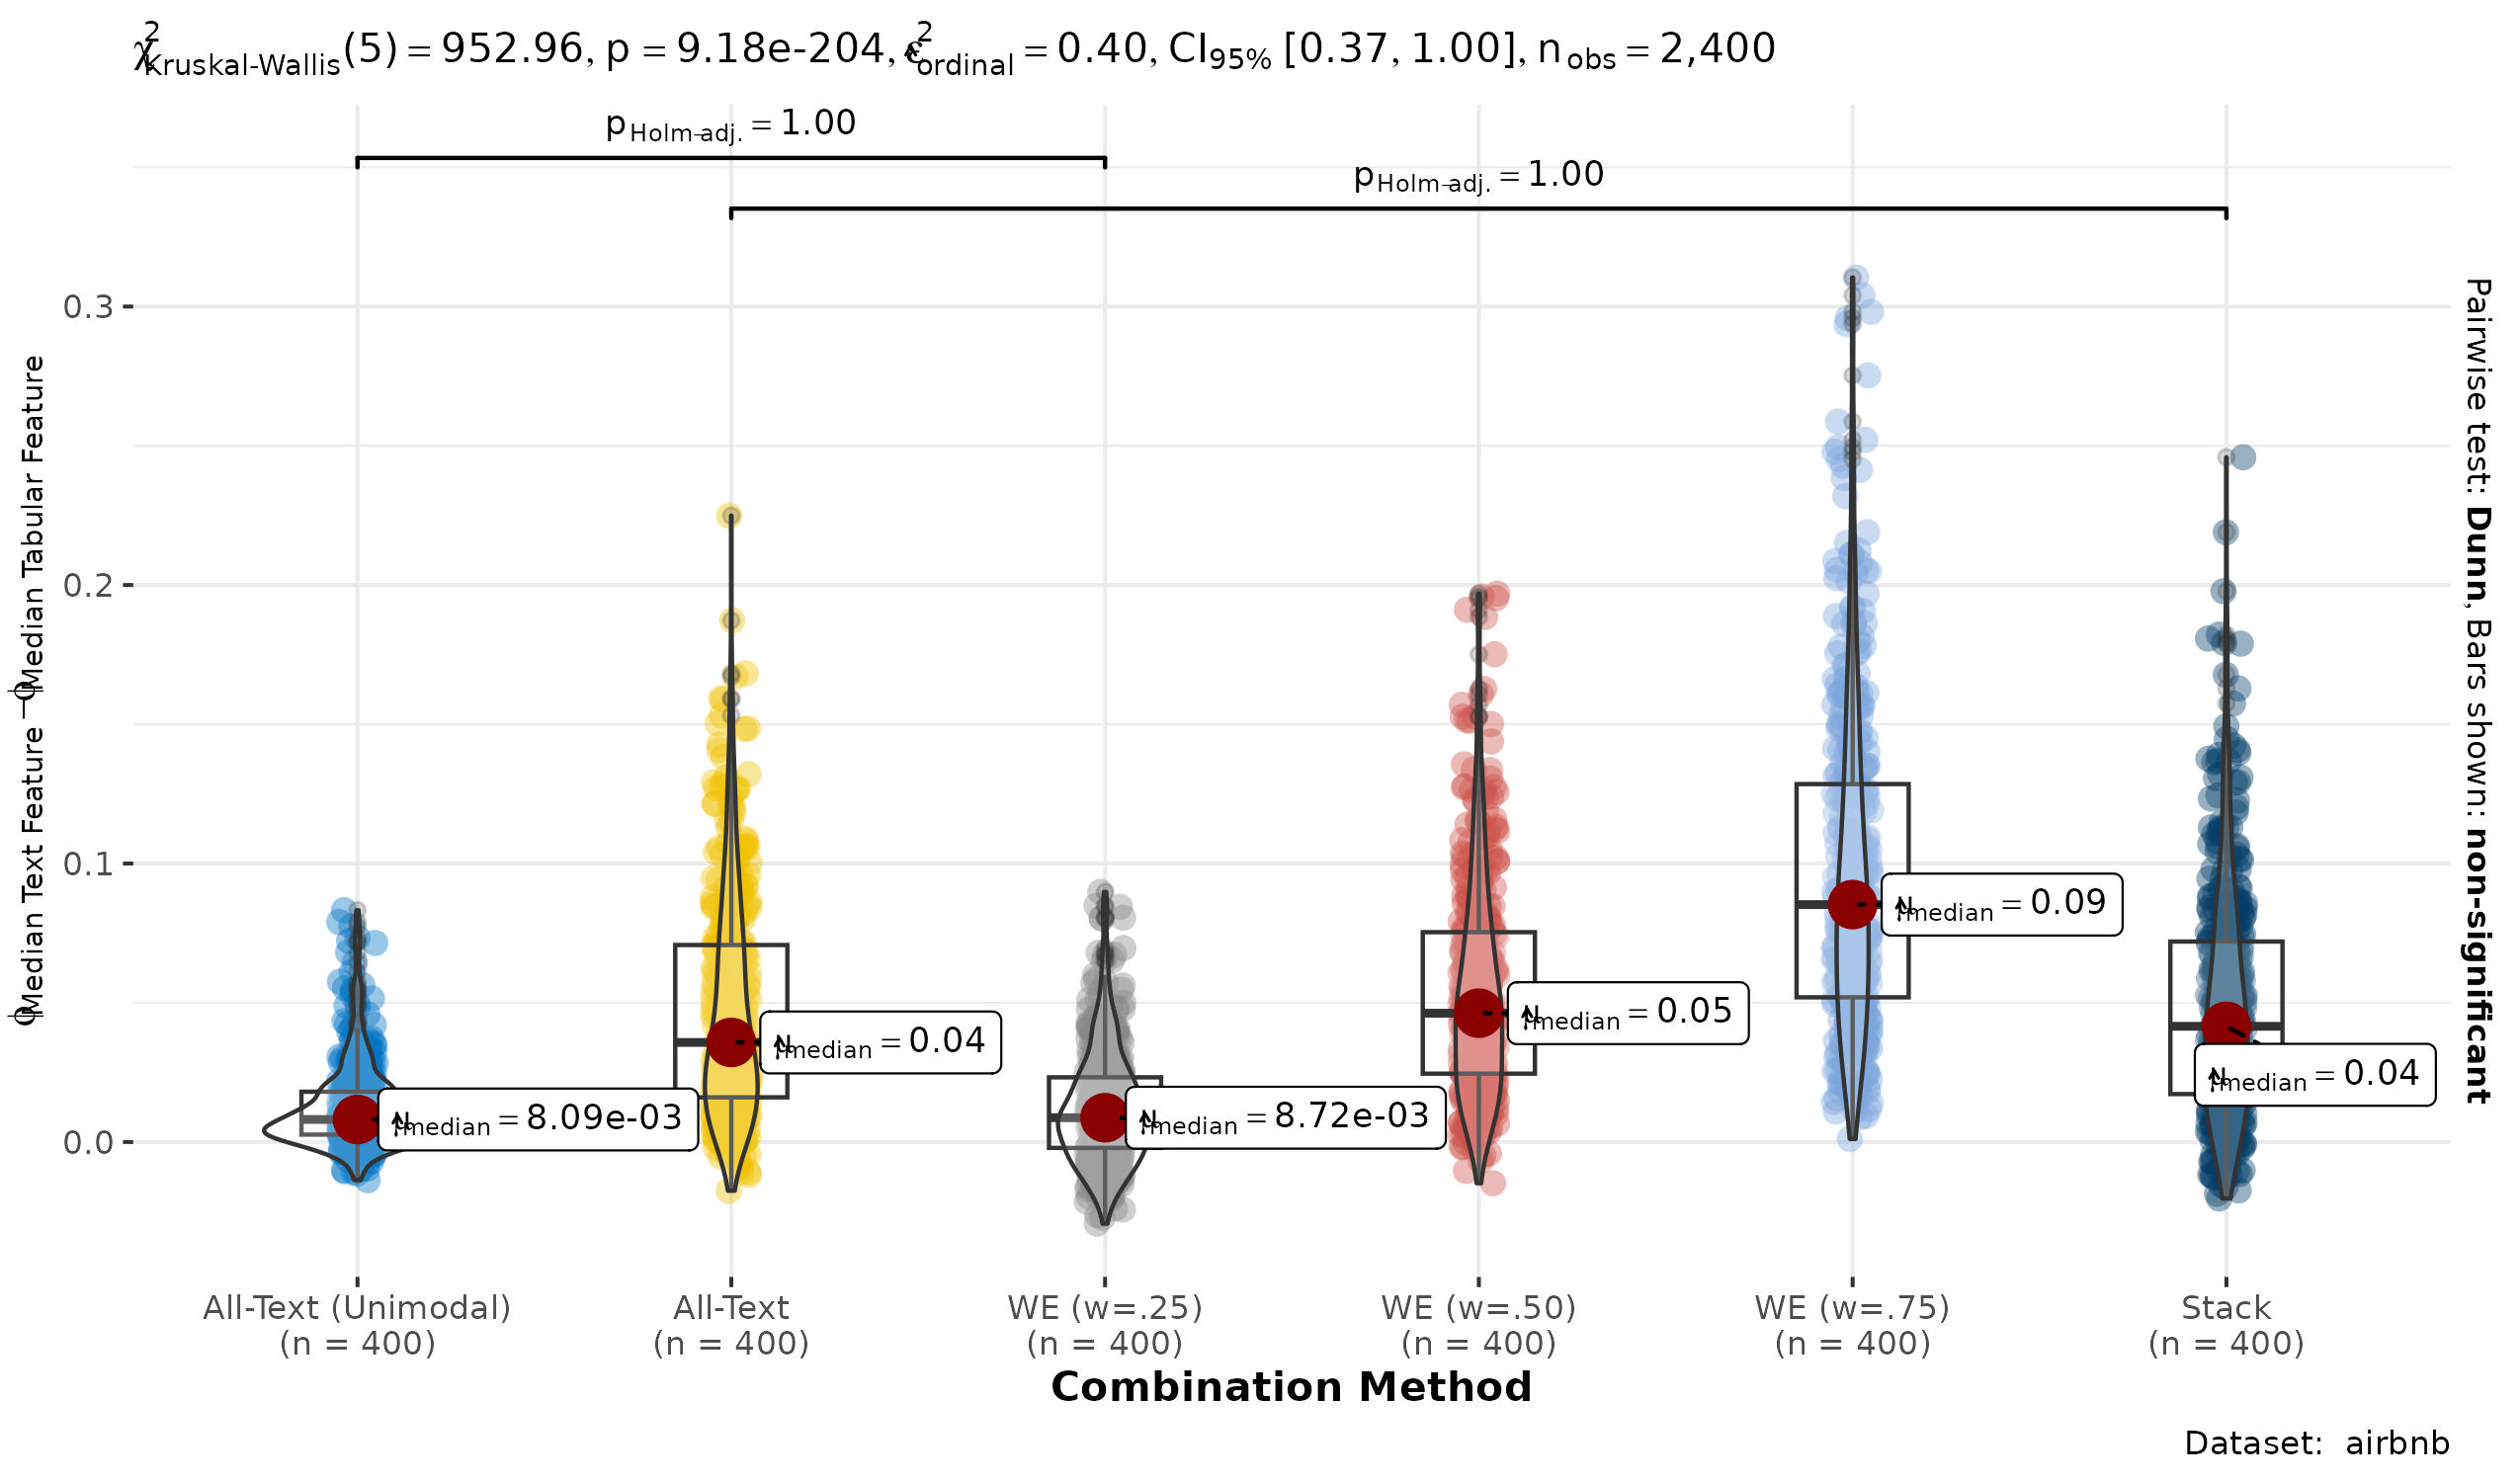 χ²Kruskal-Wallis(5) = 952.96, p = 9.18e-204, ε²ordinal = 0.40, CI95% [0.37, 1.00], nobs = 2,400
pHolm-adj. = 1.00
pHolm-adj. = 1.00
0.3
0.2
0.1
0.0
ϕMedian Text Feature − ϕMedian Tabular Feature
Pairwise test: Dunn, Bars shown: non-significant
μ̂median = 8.09e-03
μ̂median = 0.04
μ̂median = 8.72e-03
μ̂median = 0.05
μ̂median = 0.09
μ̂median = 0.04
All-Text (Unimodal)
(n = 400)
All-Text
(n = 400)
WE (w=.25)
(n = 400)
WE (w=.50)
(n = 400)
WE (w=.75)
(n = 400)
Stack
(n = 400)
Combination Method
Dataset: airbnb